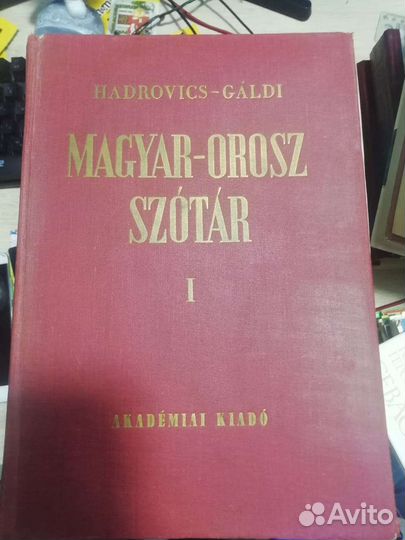 HADROVICS-GÁLDI
MAGYAR-OROSZ
SZÓTÁR
I
AKADÉMIAI KIADÓ
Avito